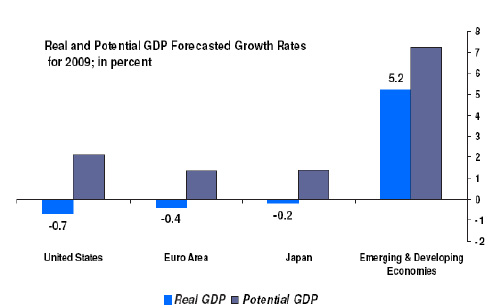 Real and Potential GDP Forecasted Growth Rates
for 2009; in percent
8
7
6
5
4
3
2
1
0
-1
-2
5.2
-0.7
-0.4
-0.2
United States
Euro Area
Japan
Emerging & Developing
Economies
Real GDP
Potential GDP